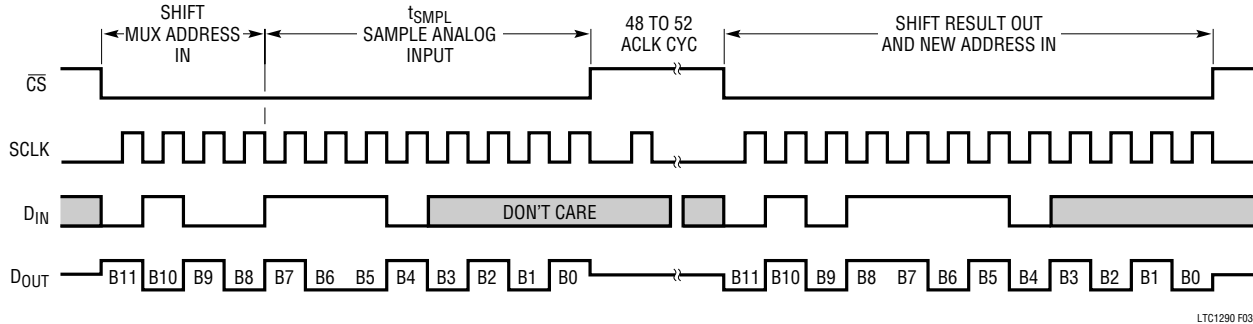 SHIFT
MUX ADDRESS
IN
tSMPL
SAMPLE ANALOG
INPUT
48 TO 52
ACLK CYC
SHIFT RESULT OUT
AND NEW ADDRESS IN
CS
SCLK
DIN
DON'T CARE
DOUT
B11 B10 B9 B8 B7 B6 B5 B4 B3 B2 B1 B0
B11 B10 B9 B8 B7 B6 B5 B4 B3 B2 B1 B0
LTC1290 F03